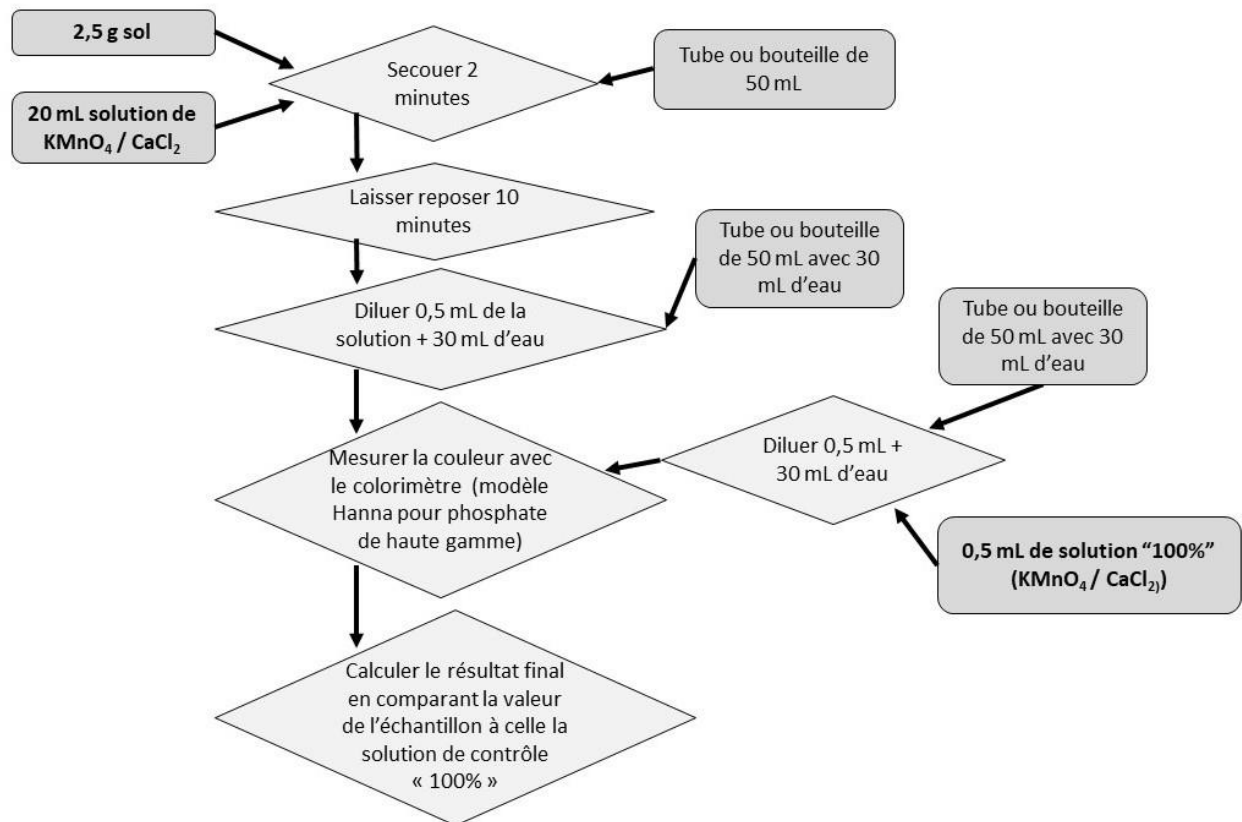 2,5 g sol
20 mL solution de
KMnO₄ / CaCl₂
Secouer 2
minutes
Tube ou bouteille de
50 mL
Laisser reposer 10
minutes
Tube ou bouteille
de 50 mL avec 30
mL d’eau
Diluer 0,5 mL de la
solution + 30 mL d’eau
Tube ou bouteille
de 50 mL avec 30
mL d’eau
Diluer 0,5 mL +
30 mL d’eau
0,5 mL de solution “100%”
(KMnO₄ / CaCl₂₎)
Mesurer la couleur avec
le colorimètre (modèle
Hanna pour phosphate
de haute gamme)
Calculer le résultat final
en comparant la valeur
de l’échantillon à celle la
solution de contrôle
« 100% »